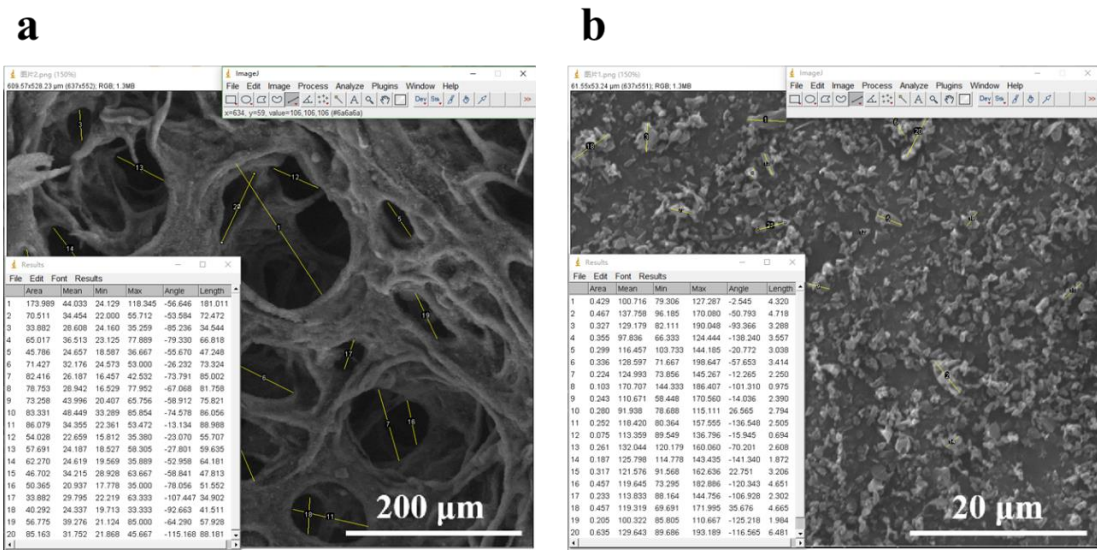 a
b
图片2.png (150%)
609.57x528.23 µm (637x552); RGB; 1.3MB
ImageJ
File Edit Image Process Analyze Plugins Window Help
Dev Stk
x=634, y=59, value=106,106,106 (#6a6a6a)
3
13
12
20
1
5
14
19
17
6
7
16
18 11
200 µm
Results
File Edit Font Results
Area Mean Min Max Angle Length
1 173.989 44.033 24.129 118.345 -56.646 181.011
2 70.511 34.454 22.000 55.712 -53.594 72.472
3 33.882 28.608 24.160 35.259 -85.236 34.544
4 65.017 36.513 23.125 77.889 -79.330 66.818
5 45.786 24.657 18.587 36.667 -55.670 47.248
6 71.427 32.176 24.573 53.000 -26.232 73.324
7 82.416 26.187 16.457 42.532 -73.791 85.002
8 78.753 28.942 16.529 77.952 -67.068 81.758
9 73.258 43.996 20.407 65.756 -58.912 75.821
10 83.331 48.449 33.289 85.854 -74.578 86.056
11 86.079 34.355 22.361 53.472 -0.134 88.988
12 54.028 22.659 15.812 35.380 -23.070 55.707
13 57.691 24.187 18.527 58.305 -27.801 59.635
14 62.270 24.619 19.569 35.889 -52.958 64.181
15 46.702 34.215 28.928 63.667 -58.841 47.813
16 50.365 20.937 17.778 35.000 -78.056 51.552
17 33.882 29.795 22.219 63.333 -107.447 34.902
18 40.292 24.337 19.713 33.333 -92.663 41.511
19 56.775 39.276 21.124 85.000 -64.290 57.928
20 85.163 31.752 21.868 45.667 -115.168 88.181
图片1.png (150%)
61.55x53.24 µm (637x551); RGB; 1.3MB
ImageJ
File Edit Image Process Analyze Plugins Window Help
Dev Stk
1
3
20
5
2
20 µm
Results
File Edit Font Results
Area Mean Min Max Angle Length
1 0.429 100.716 79.306 127.287 -2.545 4.320
2 0.467 137.758 96.185 170.080 -50.793 4.718
3 0.327 129.179 82.111 190.048 -93.366 3.288
4 0.355 97.836 66.333 124.444 -138.240 3.557
5 0.299 116.457 103.733 144.185 -20.772 3.038
6 0.336 128.597 71.667 198.647 -57.653 3.414
7 0.224 124.993 73.856 145.267 -12.265 2.250
8 0.103 170.707 144.333 186.407 -101.310 0.975
9 0.243 110.671 58.448 170.560 -14.036 2.390
10 0.280 91.938 78.688 115.111 26.565 2.794
11 0.252 118.420 80.364 157.555 -136.548 2.505
12 0.075 113.359 89.549 136.796 -15.945 0.694
13 0.261 132.044 120.179 160.060 -70.201 2.608
14 0.187 125.798 114.778 143.435 -141.340 1.872
15 0.317 121.576 91.568 162.636 22.751 3.206
16 0.457 119.645 73.295 182.886 -120.343 4.651
17 0.233 113.833 88.164 144.756 -106.928 2.302
18 0.457 119.319 69.691 171.995 35.676 4.665
19 0.205 100.322 85.805 110.667 -125.218 1.984
20 0.635 129.643 89.686 193.189 -116.565 6.481